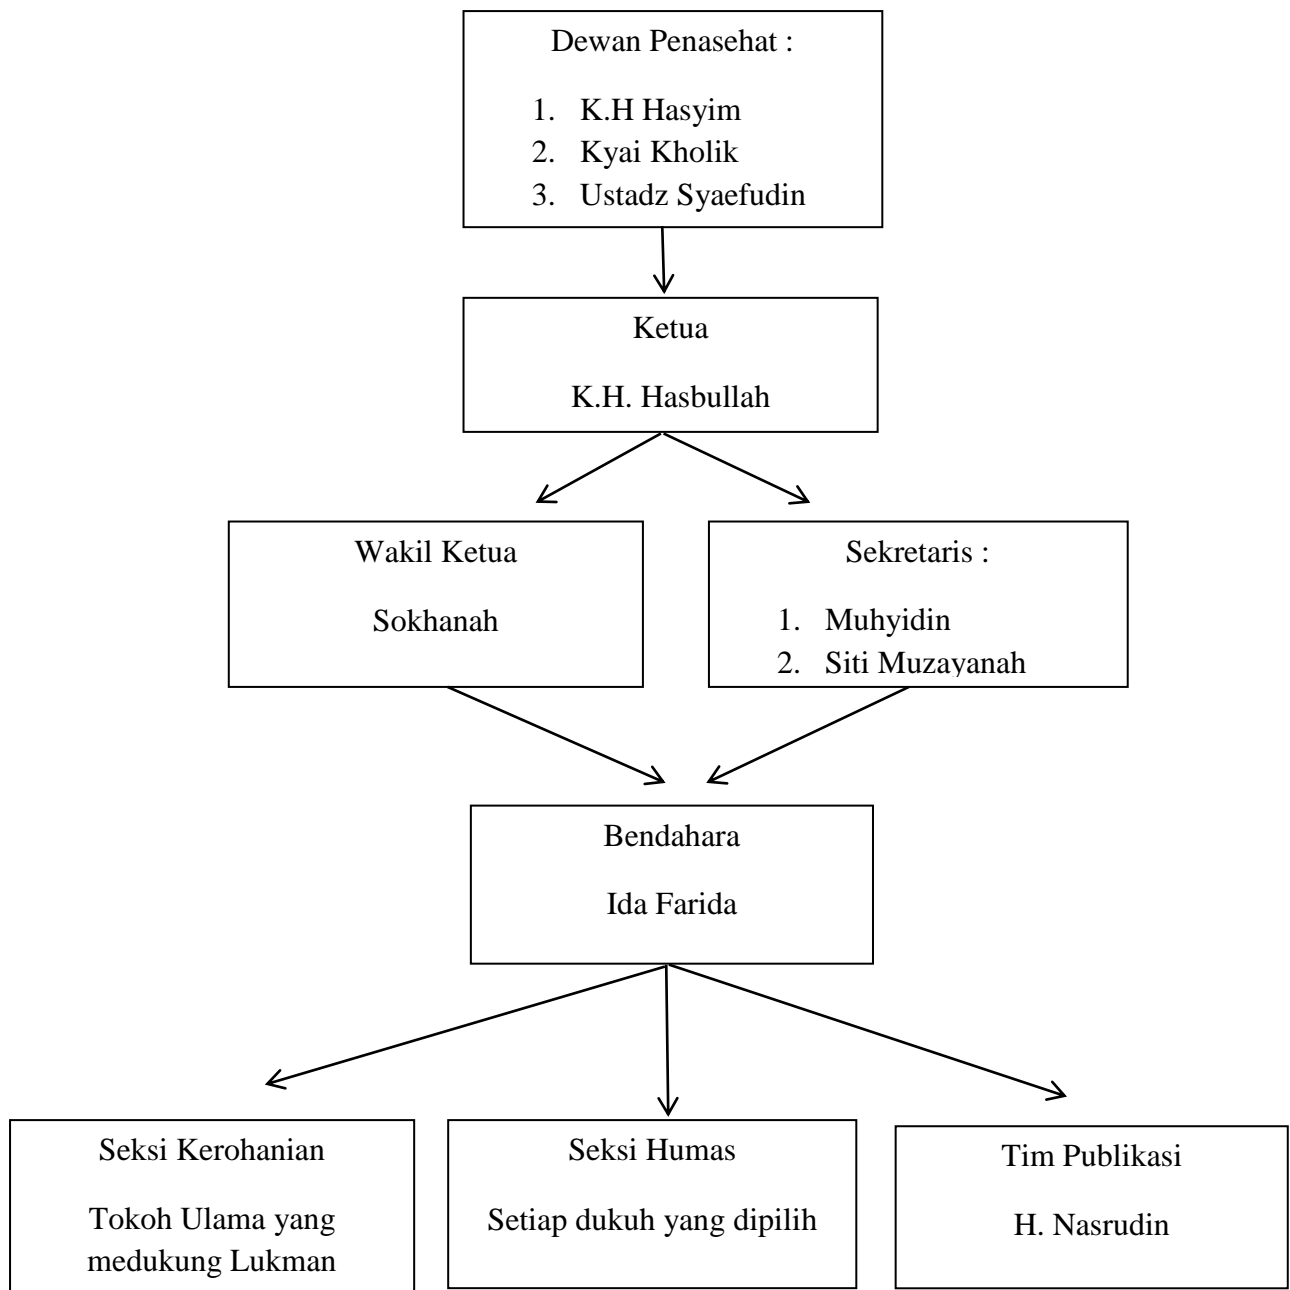 Dewan Penasehat :
1. K.H Hasyim
2. Kyai Kholik
3. Ustadz Syaefudin
Ketua
K.H. Hasbullah
Wakil Ketua
Sokhanah
Sekretaris :
1. Muhyidin
2. Siti Muzayanah
Bendahara
Ida Farida
Seksi Kerohanian
Tokoh Ulama yang
medukung Lukman
Seksi Humas
Setiap dukuh yang dipilih
Tim Publikasi
H. Nasrudin